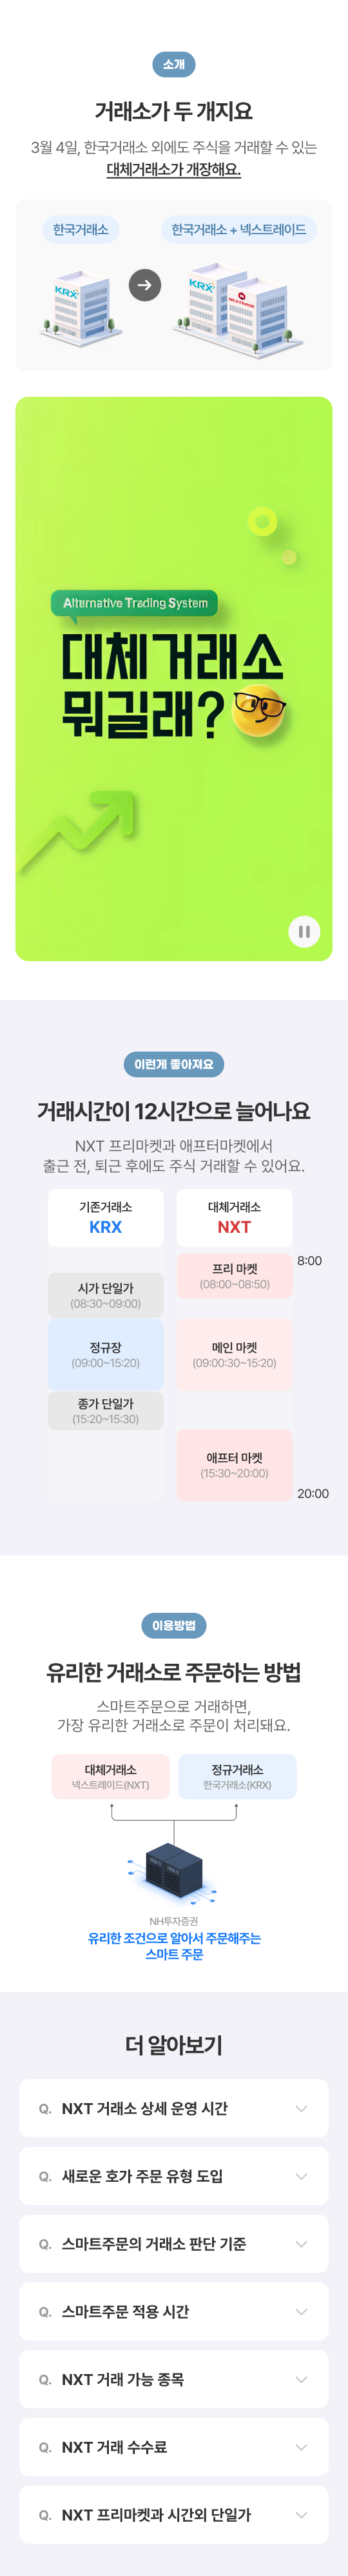 소개
거래소가 두 개지요
3월 4일, 한국거래소 외에도 주식을 거래할 수 있는
대체거래소가 개장해요.
한국거래소
한국거래소 + 넥스트레이드
KRX
KRX
NEXTRADE
Alternative Trading System
대체거래소
뭐길래?
이런게 좋아져요
거래시간이 12시간으로 늘어나요
NXT 프리마켓과 애프터마켓에서
출근 전, 퇴근 후에도 주식 거래할 수 있어요.
기존거래소
KRX
대체거래소
NXT
8:00
프리 마켓
(08:00~08:50)
시가 단일가
(08:30~09:00)
정규장
(09:00~15:20)
메인 마켓
(09:00:30~15:20)
종가 단일가
(15:20~15:30)
애프터 마켓
(15:30~20:00)
20:00
이용방법
유리한 거래소로 주문하는 방법
스마트주문으로 거래하면,
가장 유리한 거래소로 주문이 처리돼요.
대체거래소
넥스트레이드(NXT)
정규거래소
한국거래소(KRX)
NH투자증권
유리한 조건으로 알아서 주문해주는
스마트 주문
더 알아보기
Q. NXT 거래소 상세 운영 시간
Q. 새로운 호가 주문 유형 도입
Q. 스마트주문의 거래소 판단 기준
Q. 스마트주문 적용 시간
Q. NXT 거래 가능 종목
Q. NXT 거래 수수료
Q. NXT 프리마켓과 시간외 단일가